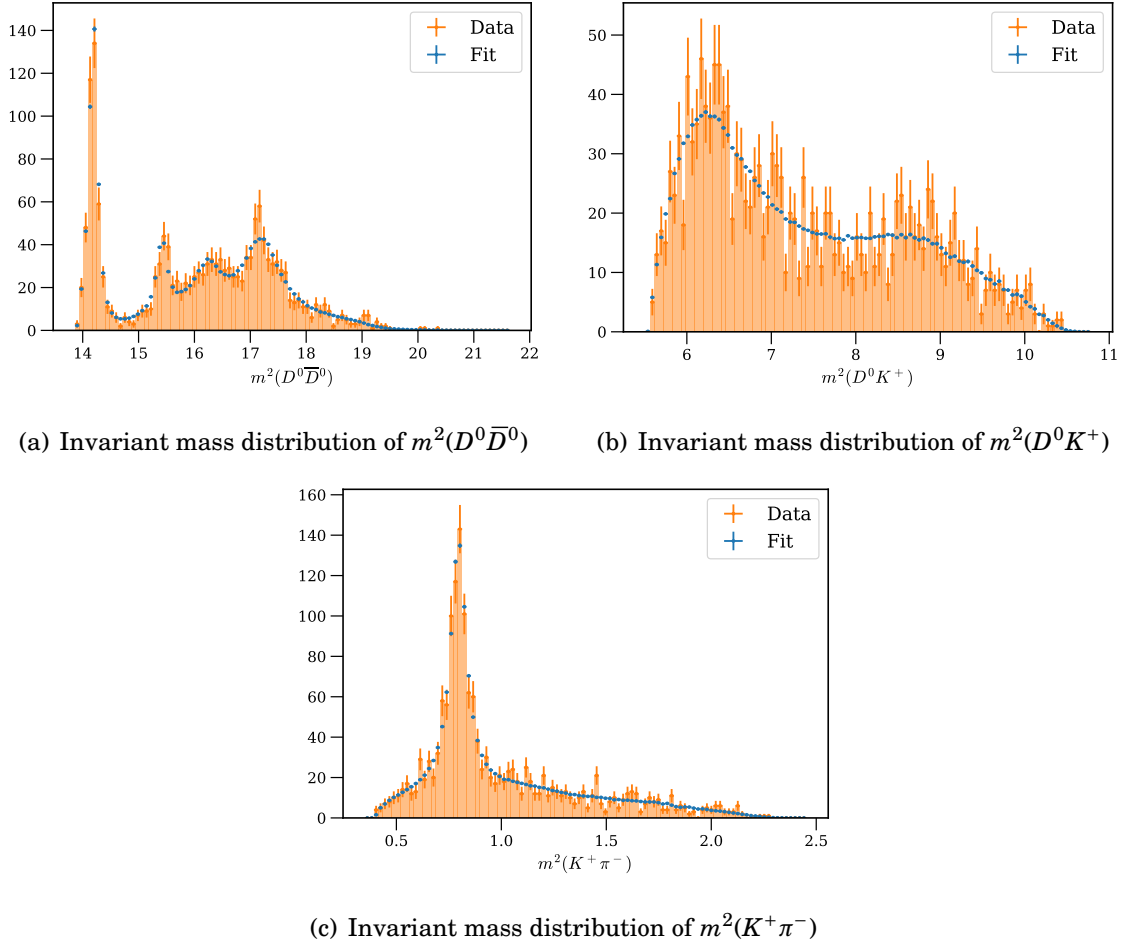 140
120
100
80
60
40
20
0
14 15 16 17 18 19 20 21 22
m²(D⁰D̅⁰)
Data
Fit
50
40
30
20
10
0
6 7 8 9 10 11
m²(D⁰K⁺)
Data
Fit
(a) Invariant mass distribution of m²(D⁰D̅⁰)
(b) Invariant mass distribution of m²(D⁰K⁺)
160
140
120
100
80
60
40
20
0
0.5 1.0 1.5 2.0 2.5
m²(K⁺π⁻)
Data
Fit
(c) Invariant mass distribution of m²(K⁺π⁻)